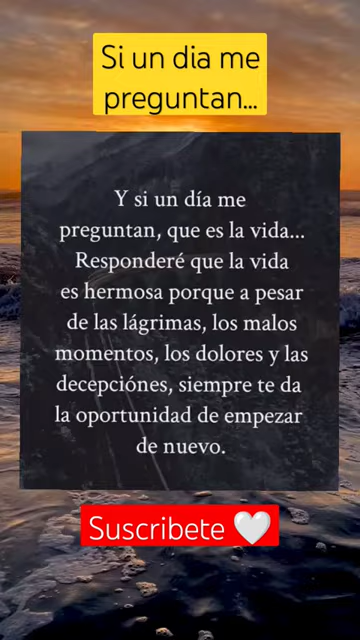 Si un dia me
preguntan...
Y si un día me
preguntan, que es la vida...
Responderé que la vida
es hermosa porque a pesar
de las lágrimas, los malos
momentos, los dolores y las
decepciónes, siempre te da
la oportunidad de empezar
de nuevo.
Suscribete 🤍